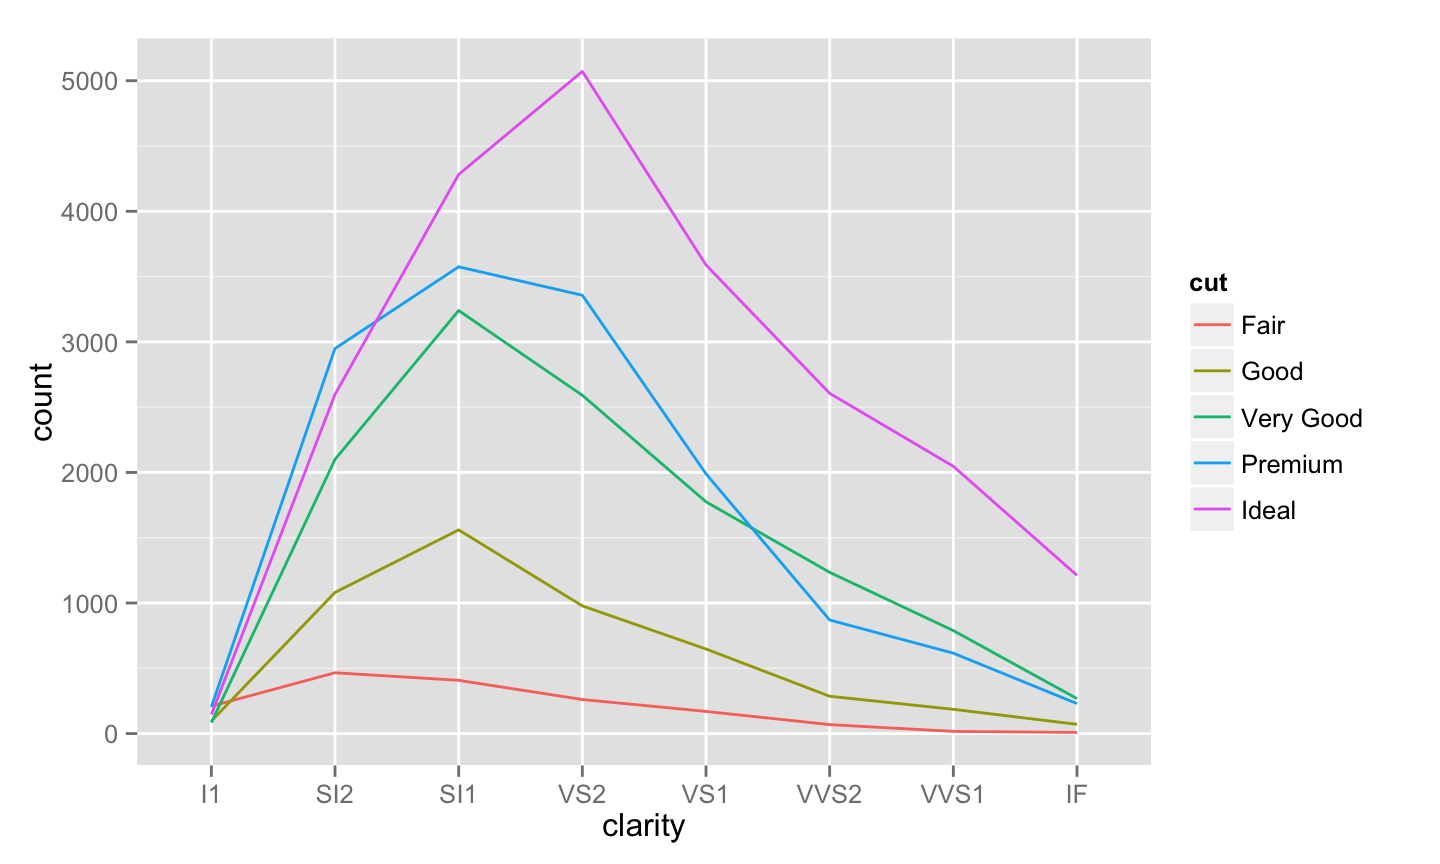 5000
4000
3000
2000
1000
0
count
I1 SI2 SI1 VS2 VS1 VVS2 VVS1 IF
clarity
cut
Fair
Good
Very Good
Premium
Ideal